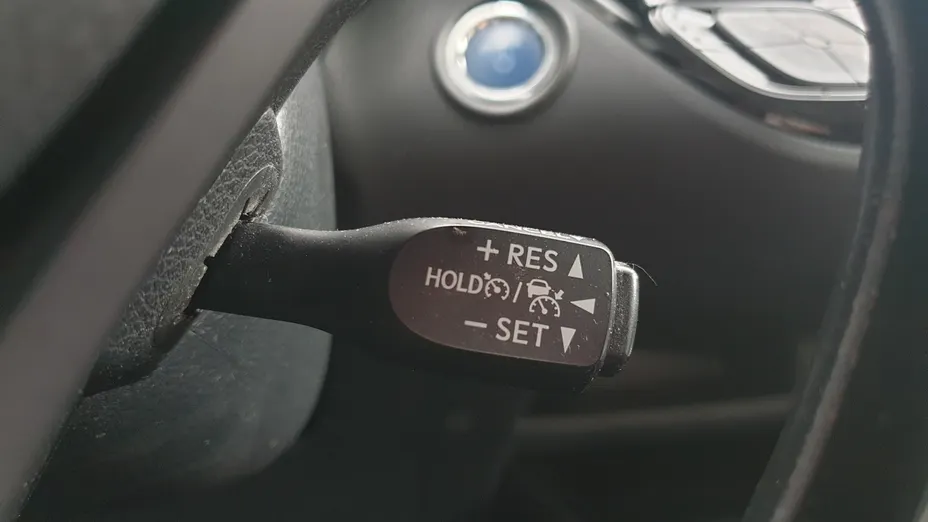 + RES ▲
HOLD / ◀
− SET ▼